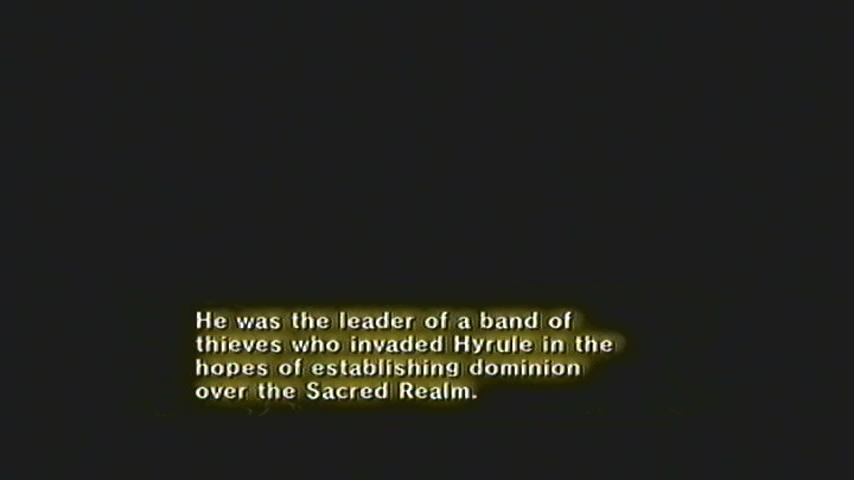 He was the leader of a band of
thieves who invaded Hyrule in the
hopes of establishing dominion
over the Sacred Realm.